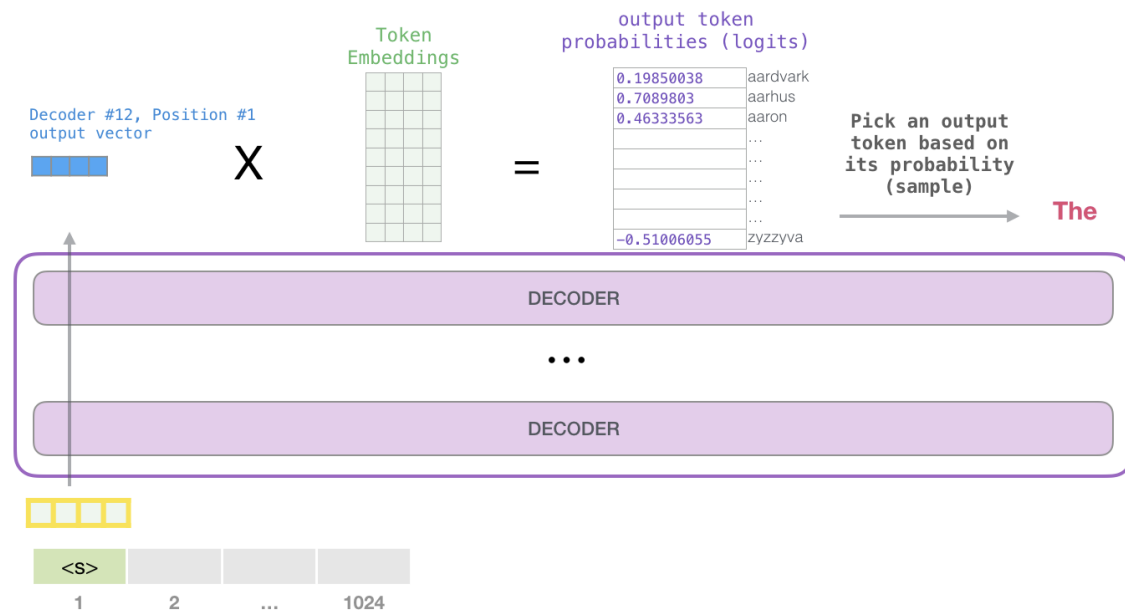 output token
probabilities (logits)
Token
Embeddings
0.19850038 aardvark
0.7089803 aarhus
0.46333563 aaron
...
...
...
...
...
-0.51006055 zyzzyva
Decoder #12, Position #1
output vector
X
=
Pick an output
token based on
its probability
(sample)
The
DECODER
...
DECODER
<s>
1 2 ... 1024